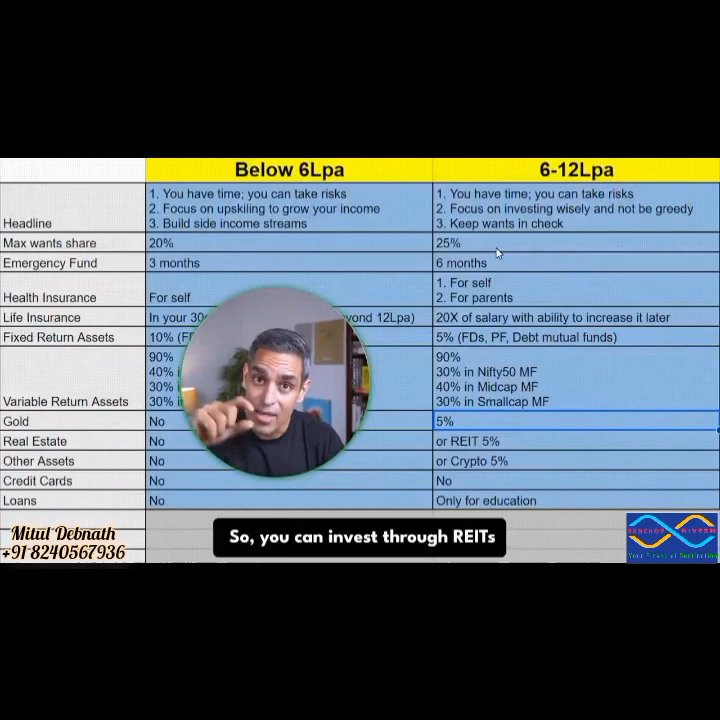 Below 6Lpa
6-12Lpa
Headline
1. You have time; you can take risks
2. Focus on upskiling to grow your income
3. Build side income streams
1. You have time; you can take risks
2. Focus on investing wisely and not be greedy
3. Keep wants in check
Max wants share
20%
25%
Emergency Fund
3 months
6 months
Health Insurance
For self
1. For self
2. For parents
Life Insurance
In your 30
yond 12Lpa)
20X of salary with ability to increase it later
Fixed Return Assets
10%
5% (FDs, PF, Debt mutual funds)
Variable Return Assets
90%
40%
30%
30%
90%
30% in Nifty50 MF
40% in Midcap MF
30% in Smallcap MF
Gold
No
5%
Real Estate
No
or REIT 5%
Other Assets
No
or Crypto 5%
Credit Cards
No
No
Loans
No
Only for education
So, you can invest through REITs
Mitul Debnath
+91 8240567936
NIVESH
Your Financial Destination